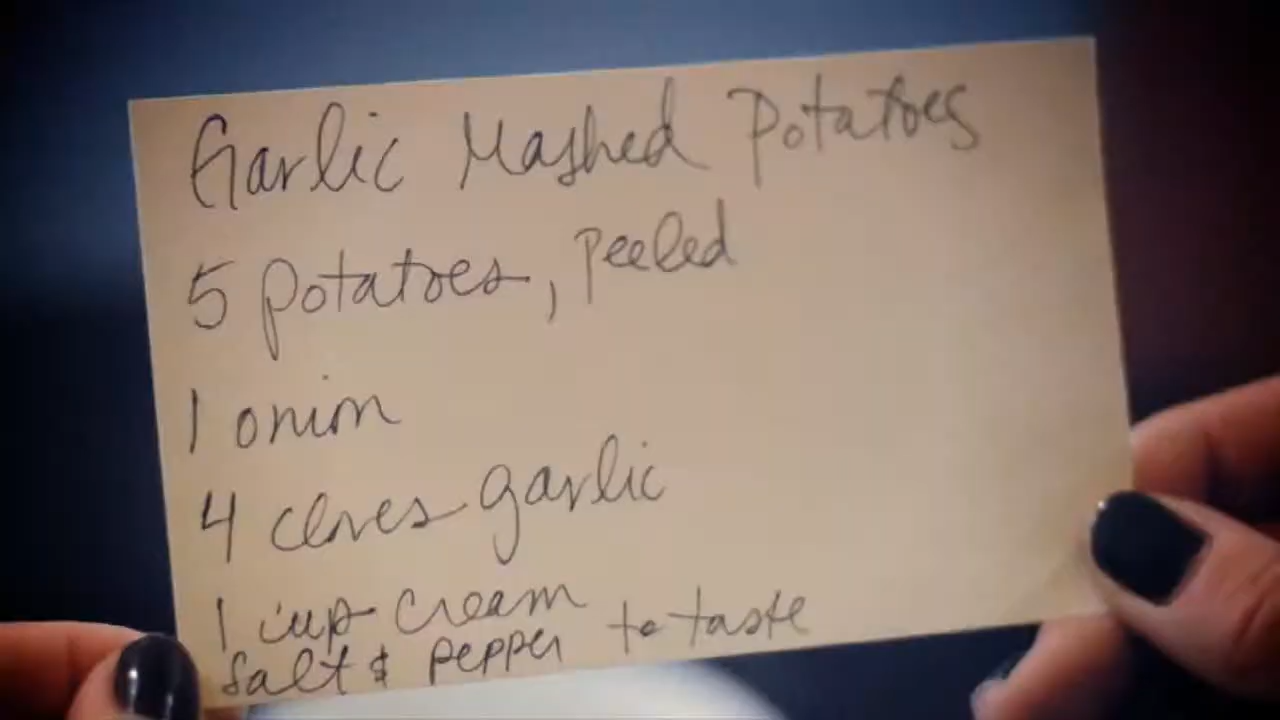 Garlic Mashed Potatoes
5 potatoes, peeled
1 onion
4 cloves garlic
1 cup cream
Salt & pepper to taste